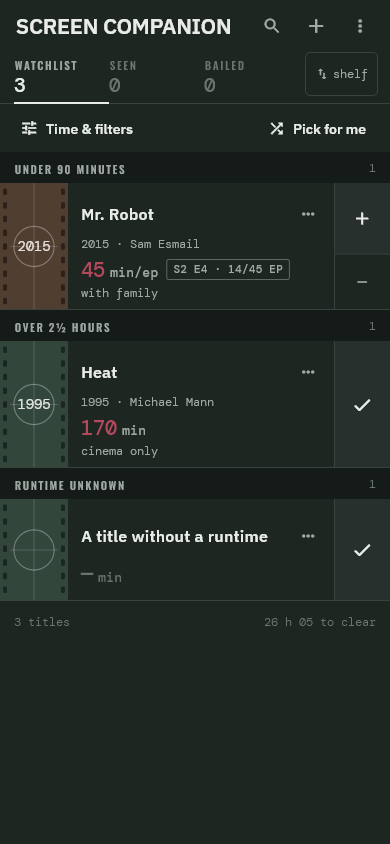 SCREEN COMPANION
WATCHLIST
3
SEEN
0
BAILED
0
shelf
Time & filters
Pick for me
UNDER 90 MINUTES
1
2015
Mr. Robot
2015 · Sam Esmail
45 min/ep
S2 E4 · 14/45 EP
with family
OVER 2½ HOURS
1
1995
Heat
1995 · Michael Mann
170 min
cinema only
RUNTIME UNKNOWN
1
A title without a runtime
— min
3 titles
26 h 05 to clear